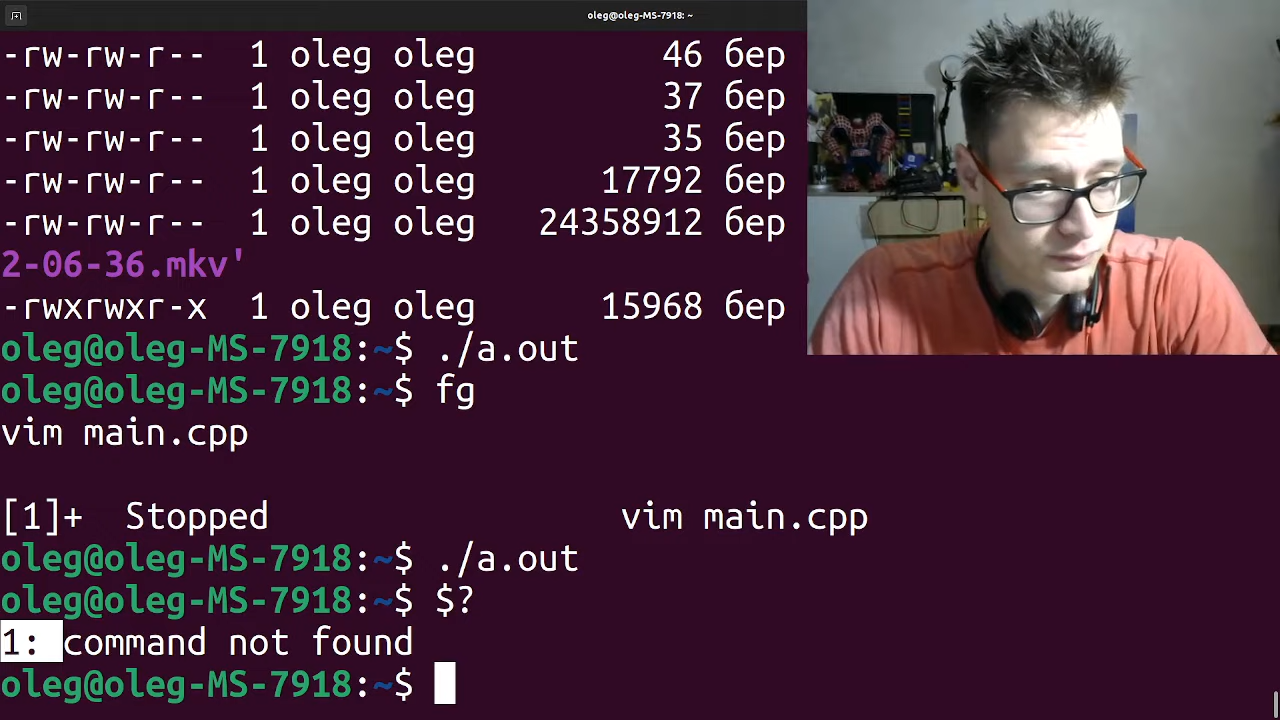 oleg@oleg-MS-7918: ~
-rw-rw-r-- 1 oleg oleg 46 бер
-rw-rw-r-- 1 oleg oleg 37 бер
-rw-rw-r-- 1 oleg oleg 35 бер
-rw-rw-r-- 1 oleg oleg 17792 бер
-rw-rw-r-- 1 oleg oleg 24358912 бер
2-06-36.mkv'
-rwxrwxr-x 1 oleg oleg 15968 бер
oleg@oleg-MS-7918:~$ ./a.out
oleg@oleg-MS-7918:~$ fg
vim main.cpp
[1]+ Stopped vim main.cpp
oleg@oleg-MS-7918:~$ ./a.out
oleg@oleg-MS-7918:~$ $?
1: command not found
oleg@oleg-MS-7918:~$